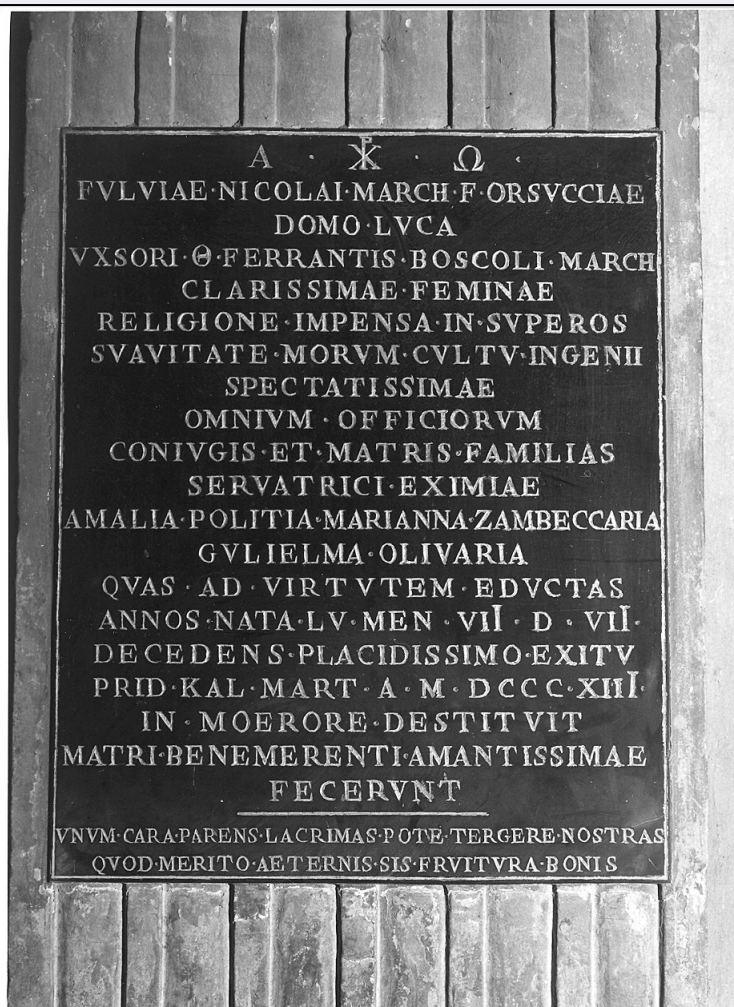 A · ☧ · Ω ·
FVLVIAE·NICOLAI·MARCH·F·ORSVCCIAE
DOMO·LVCA
VXSORI·Θ·FERRANTIS·BOSCOLI·MARCH
CLARISSIMAE·FEMINAE
RELIGIONE·IMPENSA·IN·SVPEROS
SVAVITATE·MORVM·CVLTV·INGENII
SPECTATISSIMAE
OMNIVM·OFFICIORVM
CONIVGIS·ET·MATRIS·FAMILIAS
SERVATRICI·EXIMIAE
AMALIA·POLITIA·MARIANNA·ZAMBECCARIA
GVLIELMA·OLIVARIA
QVAS·AD·VIRTVTEM·EDVCTAS
ANNOS·NATA·LV·MEN·VII·D·VII·
DECEDENS·PLACIDISSIMO·EXITV
PRID·KAL·MART·A·M·DCCC·XIII·
IN·MOERORE·DESTITVIT
MATRI·BENEMERENTI·AMANTISSIMAE
FECERVNT
VNVM·CARA·PARENS·LACRIMAS·POTE·TERGERE·NOSTRAS
QVOD·MERITO·AETERNIS·SIS·FRVITVRA·BONIS